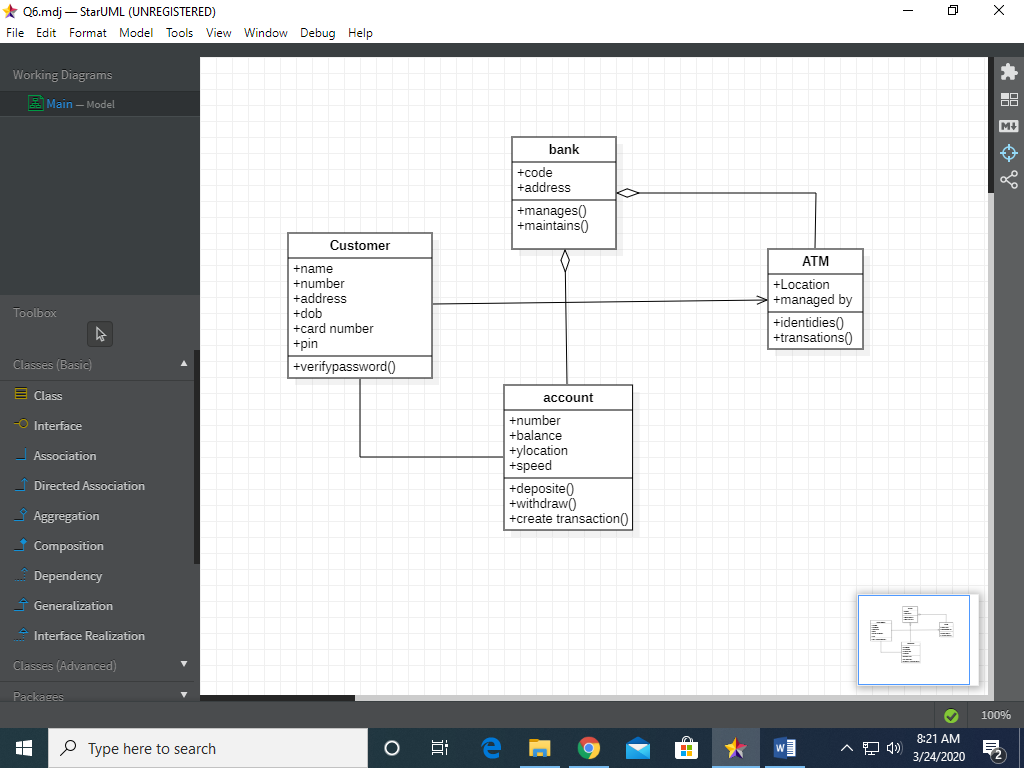 Q6.mdj — StarUML (UNREGISTERED)
File Edit Format Model Tools View Window Debug Help
Working Diagrams
Main — Model
Toolbox
Classes (Basic)
Class
Interface
Association
Directed Association
Aggregation
Composition
Dependency
Generalization
Interface Realization
Classes (Advanced)
Packages
bank
+code
+address
+manages()
+maintains()
Customer
+name
+number
+address
+dob
+card number
+pin
+verifypassword()
ATM
+Location
+managed by
+identidies()
+transations()
account
+number
+balance
+ylocation
+speed
+deposite()
+withdraw()
+create transaction()
M
100%
Type here to search
W
8:21 AM
3/24/2020
2